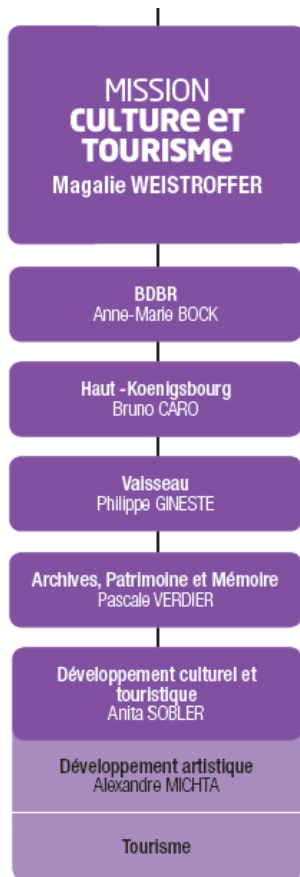 MISSION
CULTURE ET
TOURISME
Magalie WEISTROFFER
BDBR
Anne-Marie BOCK
Haut -Koenigsbourg
Bruno CARO
Vaisseau
Philippe GINESTE
Archives, Patrimoine et Mémoire
Pascale VERDIER
Développement culturel et
touristique
Anita SOBLER
Développement artistique
Alexandre MICHTA
Tourisme